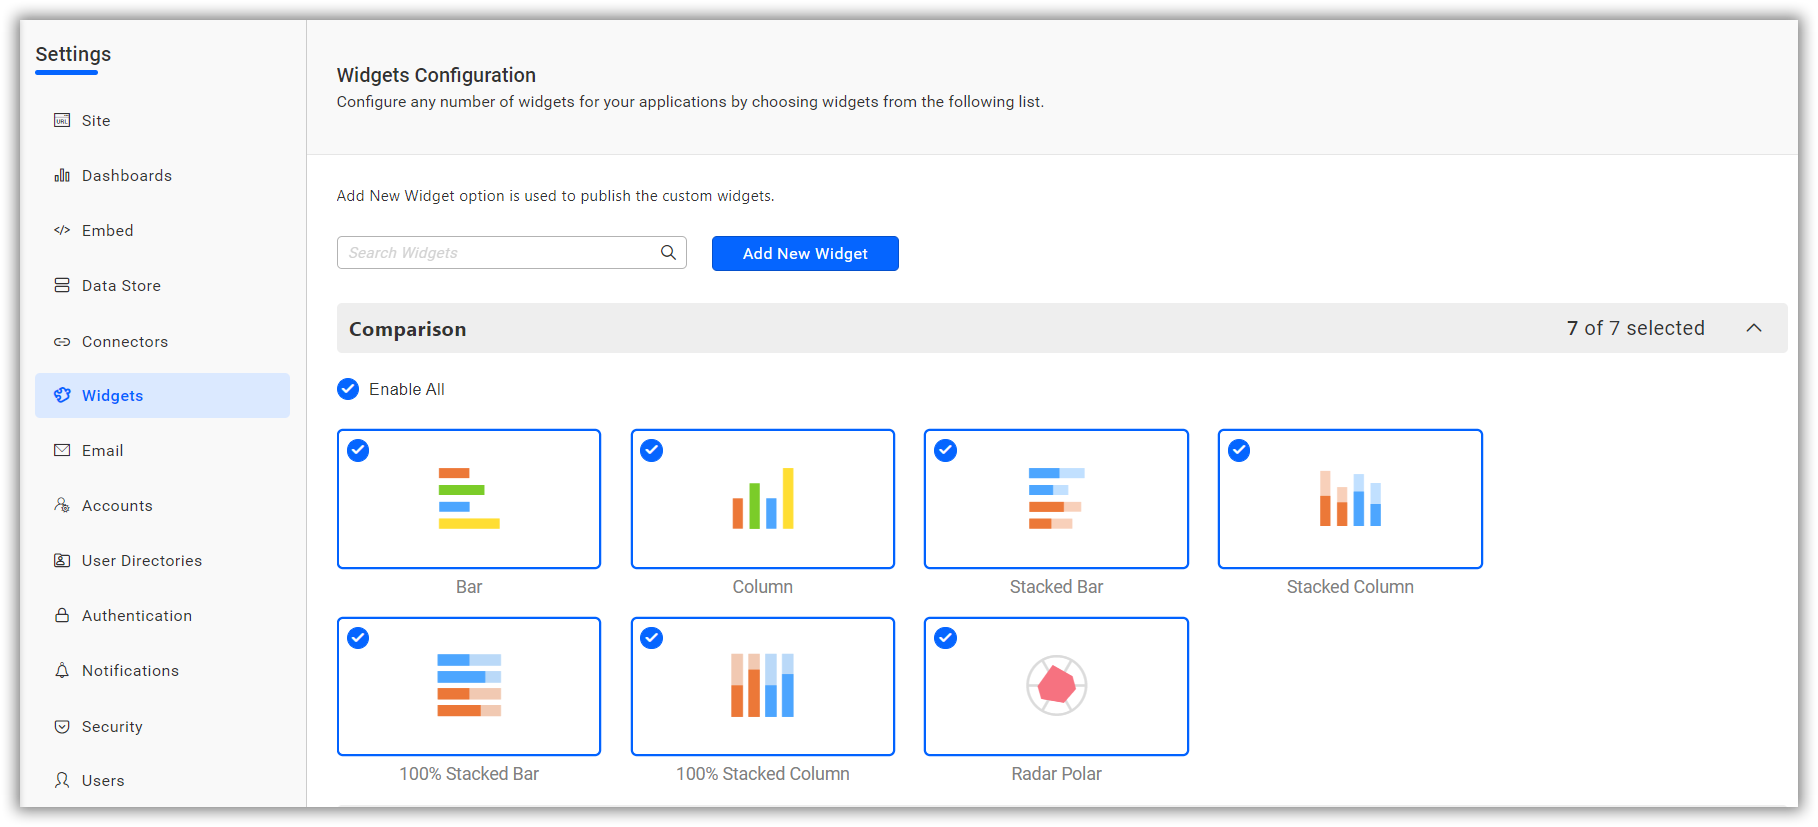 Settings
Site
Dashboards
Embed
Data Store
Connectors
Widgets
Email
Accounts
User Directories
Authentication
Notifications
Security
Users
Widgets Configuration
Configure any number of widgets for your applications by choosing widgets from the following list.
Add New Widget option is used to publish the custom widgets.
Search Widgets
Add New Widget
Comparison
7 of 7 selected
Enable All
Bar
Column
Stacked Bar
Stacked Column
100% Stacked Bar
100% Stacked Column
Radar Polar